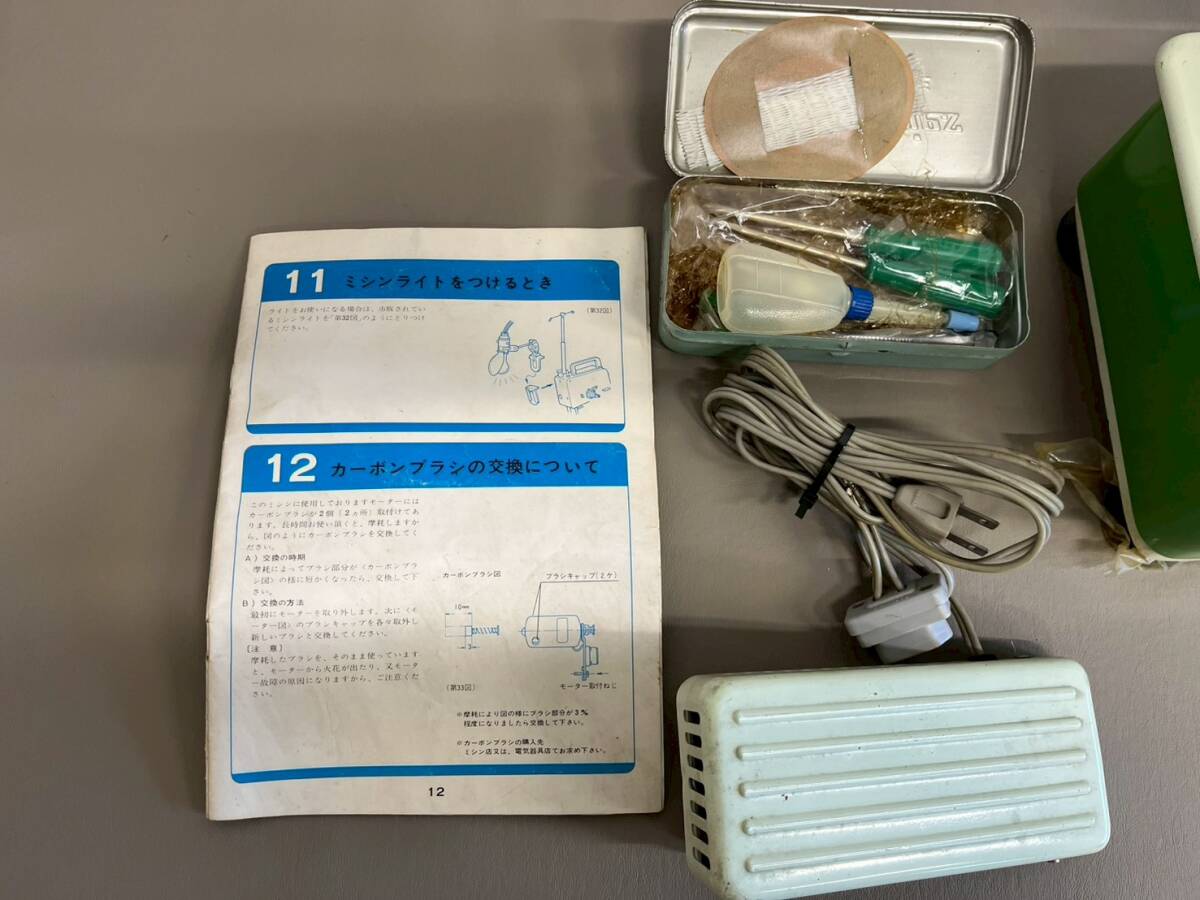 11 ミシンライトをつけるとき
ライトをお使いになる場合は、市販されてい
るミシンライトを「第32図」のようにとりつけ
てください。
(第32図)
12 カーボンブラシの交換について
このミシンに使用しておりますモーターには
カーボンブラシが2個〔2ヵ所〕取付けてあ
ります。長時間お使い頂くと、摩耗しますか
ら、図のようにカーボンブラシを交換してく
ださい。
A)交換の時期
摩耗によってブラシ部分が〈カーボンブラ
シ図〉の様に短かくなったら、交換して下
さい。
B)交換の方法
最初にモーターを取り外します。次に〈モ
ーター図〉のブラシキャップを各々取外し
新しいブラシと交換してください。
〔注 意〕
摩耗したブラシを、そのまま使っています
と、モーターから火花が出たり、又モータ
ー故障の原因になりますから、ご注意くだ
さい。
カーボンブラシ図
ブラシキャップ(2ケ)
10mm
3
モーター取付ねじ
(第33図)
※摩耗により図の様にブラシ部分が3%
程度になりましたら交換して下さい。
※カーボンブラシの購入先
ミシン店又は、電気器具店でお求め下さい。
12